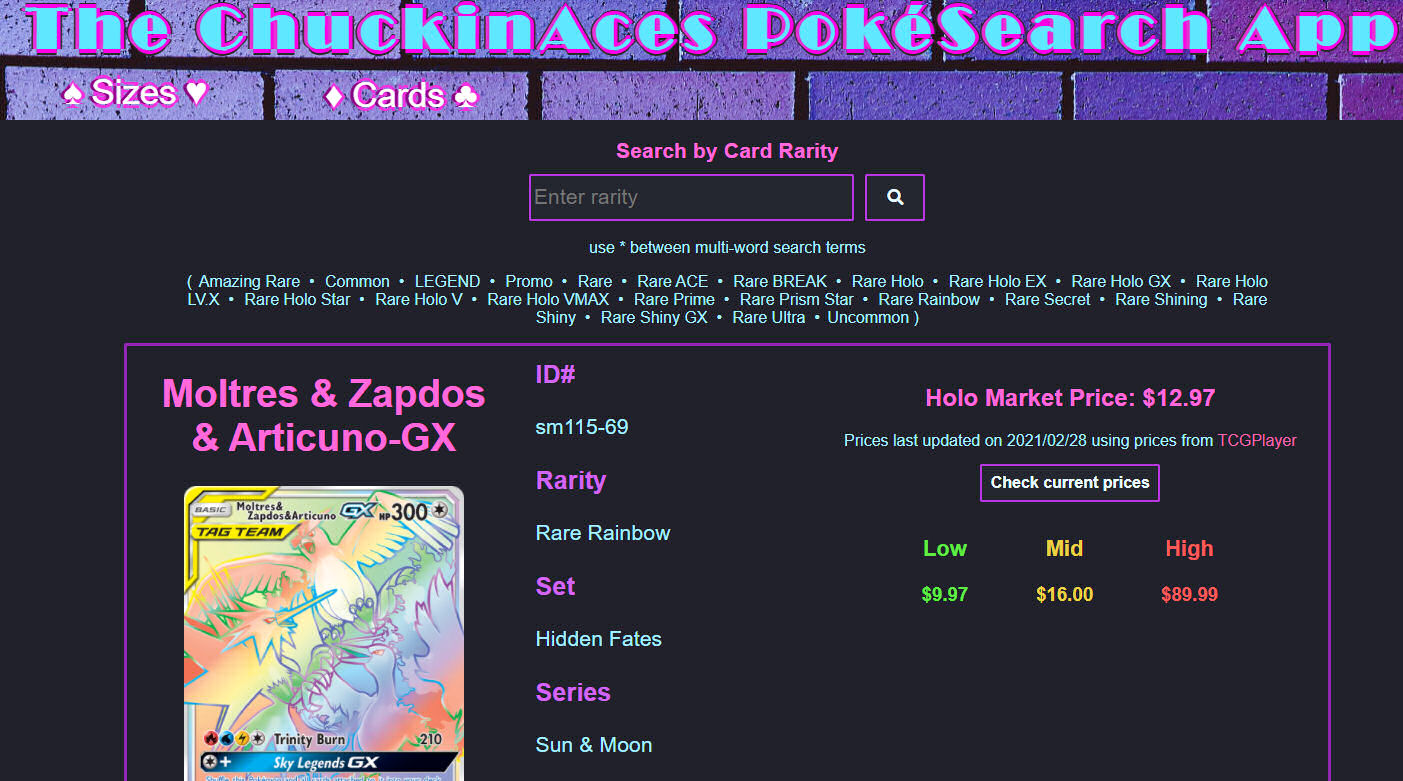 The ChuckinAces PokéSearch App
♠ Sizes ♥
♦ Cards ♣
Search by Card Rarity
Enter rarity
use * between multi-word search terms
( Amazing Rare • Common • LEGEND • Promo • Rare • Rare ACE • Rare BREAK • Rare Holo • Rare Holo EX • Rare Holo GX • Rare Holo
LV.X • Rare Holo Star • Rare Holo V • Rare Holo VMAX • Rare Prime • Rare Prism Star • Rare Rainbow • Rare Secret • Rare Shining • Rare
Shiny • Rare Shiny GX • Rare Ultra • Uncommon )
Moltres & Zapdos
& Articuno-GX
BASIC Moltres&
Zapdos&Articuno GX HP300
TAG TEAM
Trinity Burn 210
+ Sky Legends GX
ID#
sm115-69
Rarity
Rare Rainbow
Set
Hidden Fates
Series
Sun & Moon
Holo Market Price: $12.97
Prices last updated on 2021/02/28 using prices from TCGPlayer
Check current prices
Low Mid High
$9.97 $16.00 $89.99